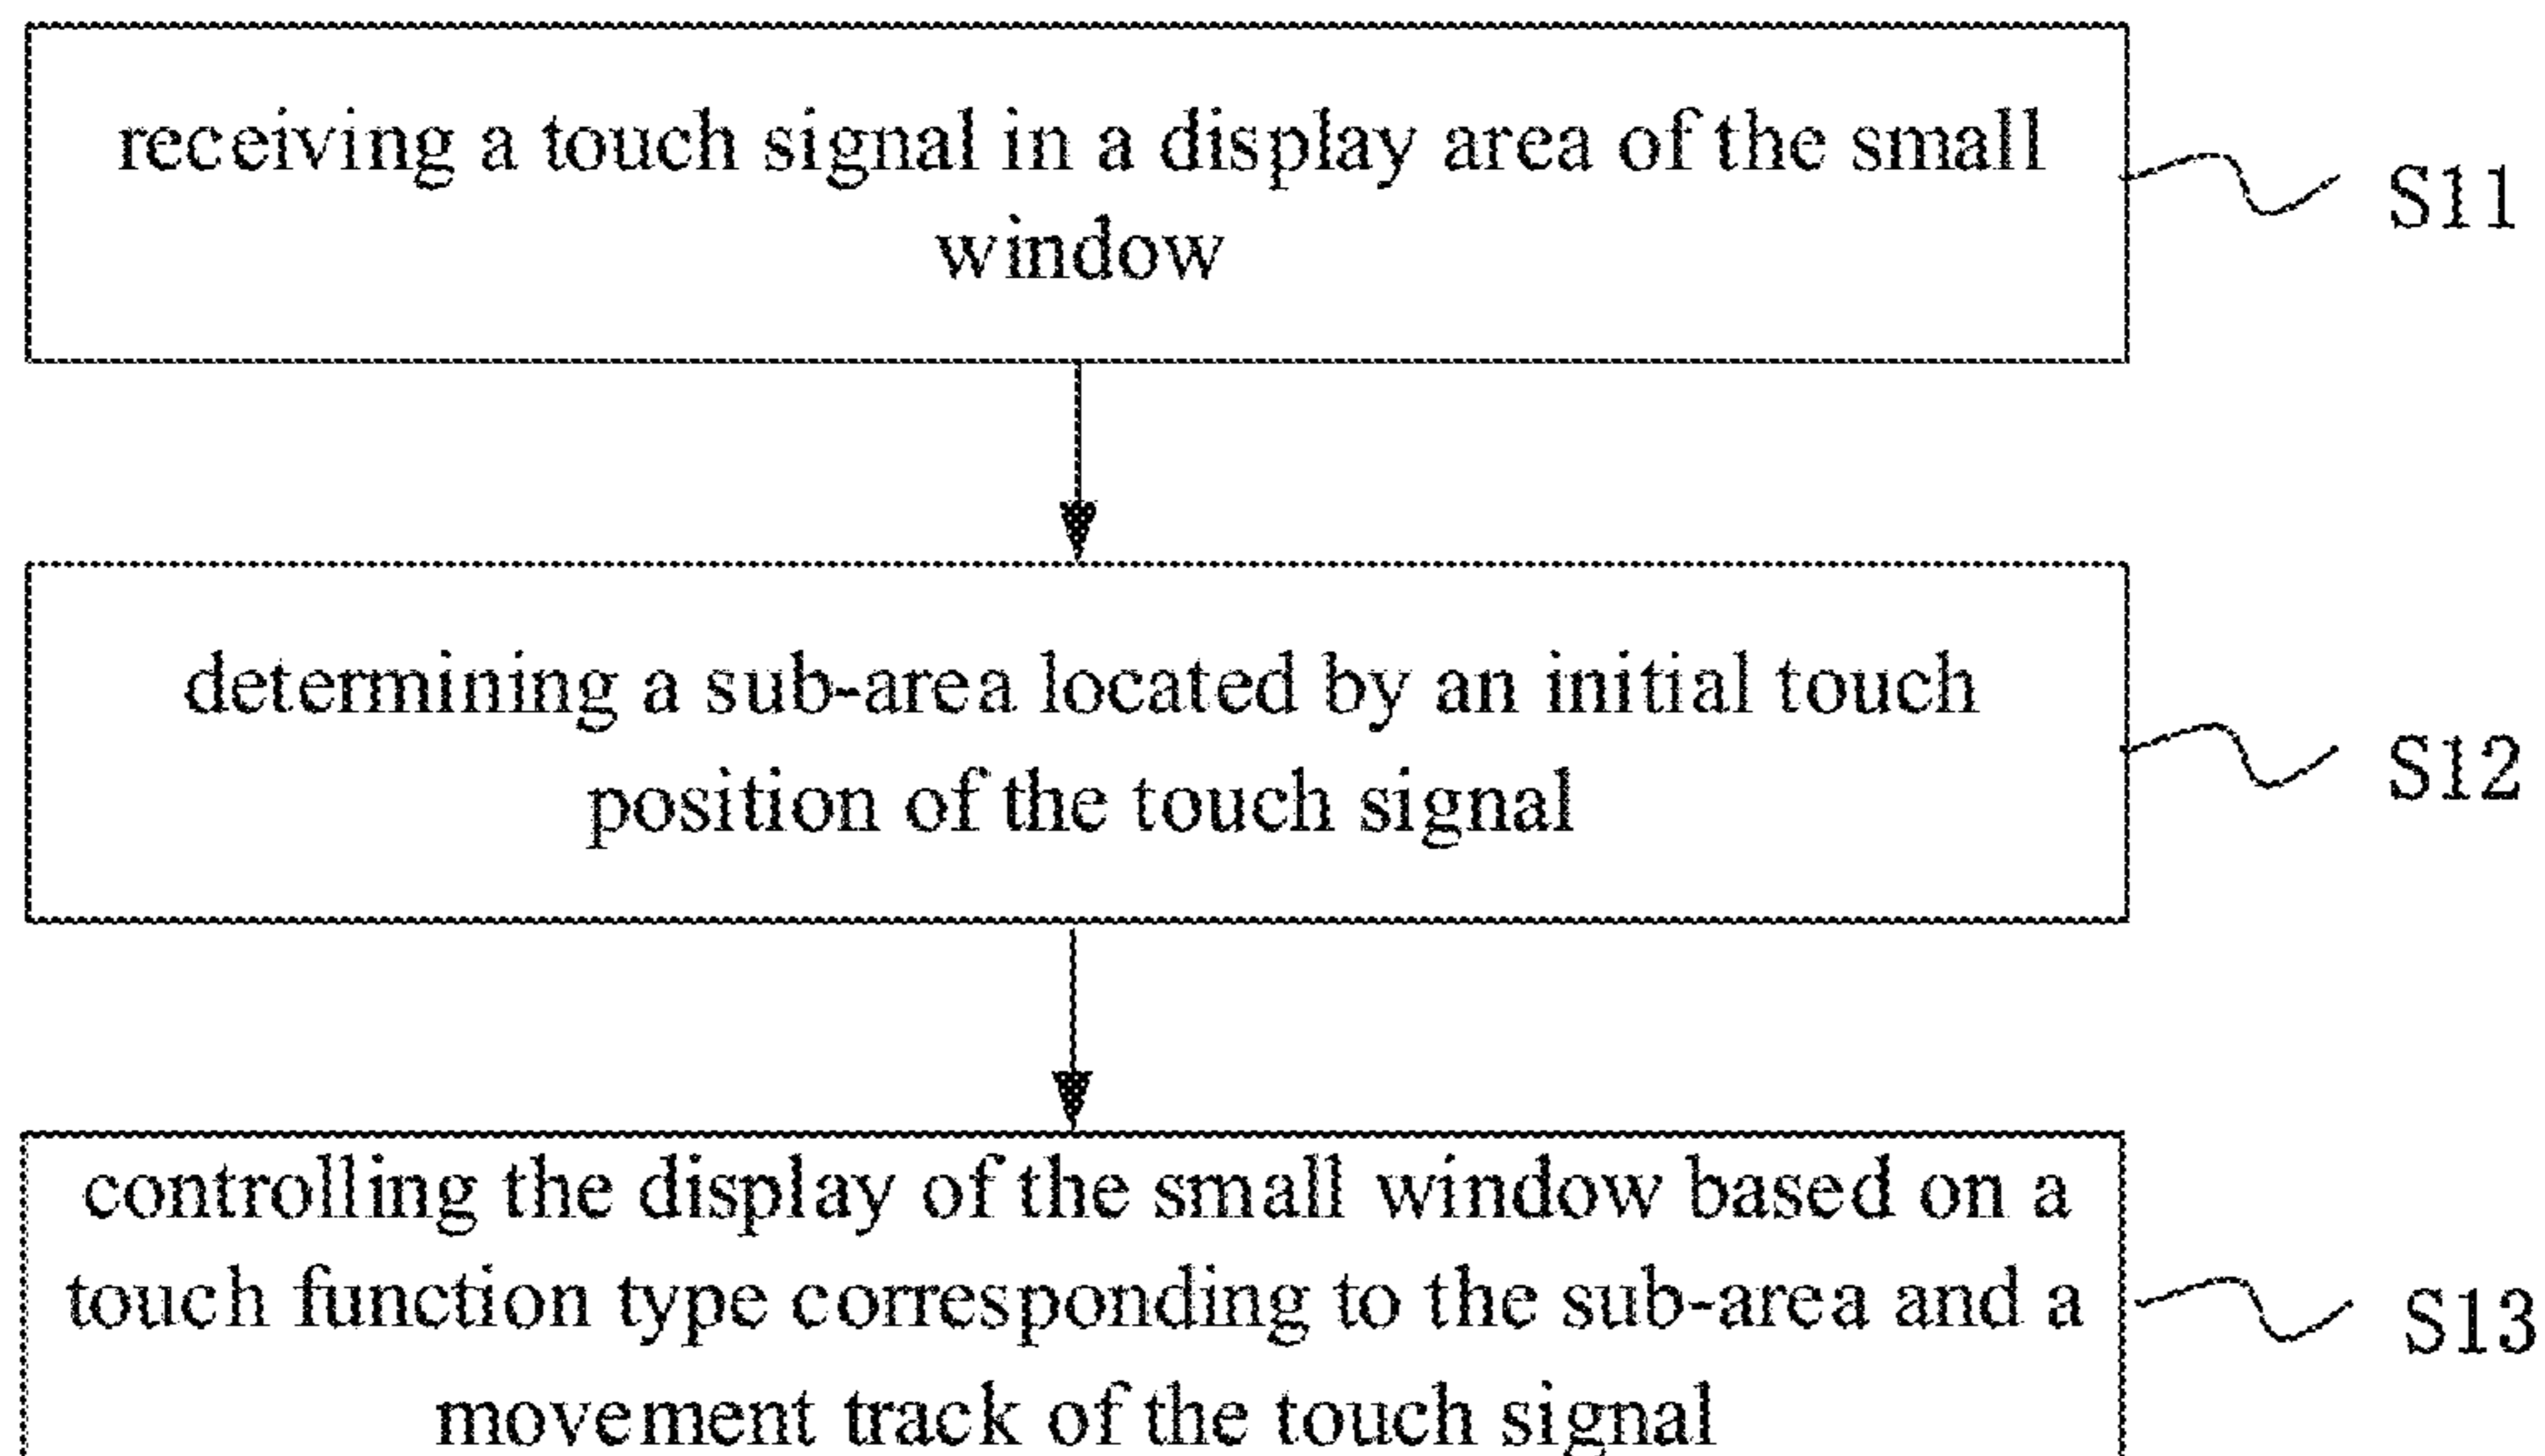 receiving a touch signal in a display area of the small
window
S11
determining a sub-area located by an initial touch
position of the touch signal
S12
controlling the display of the small window based on a
touch function type corresponding to the sub-area and a
movement track of the touch signal
S13